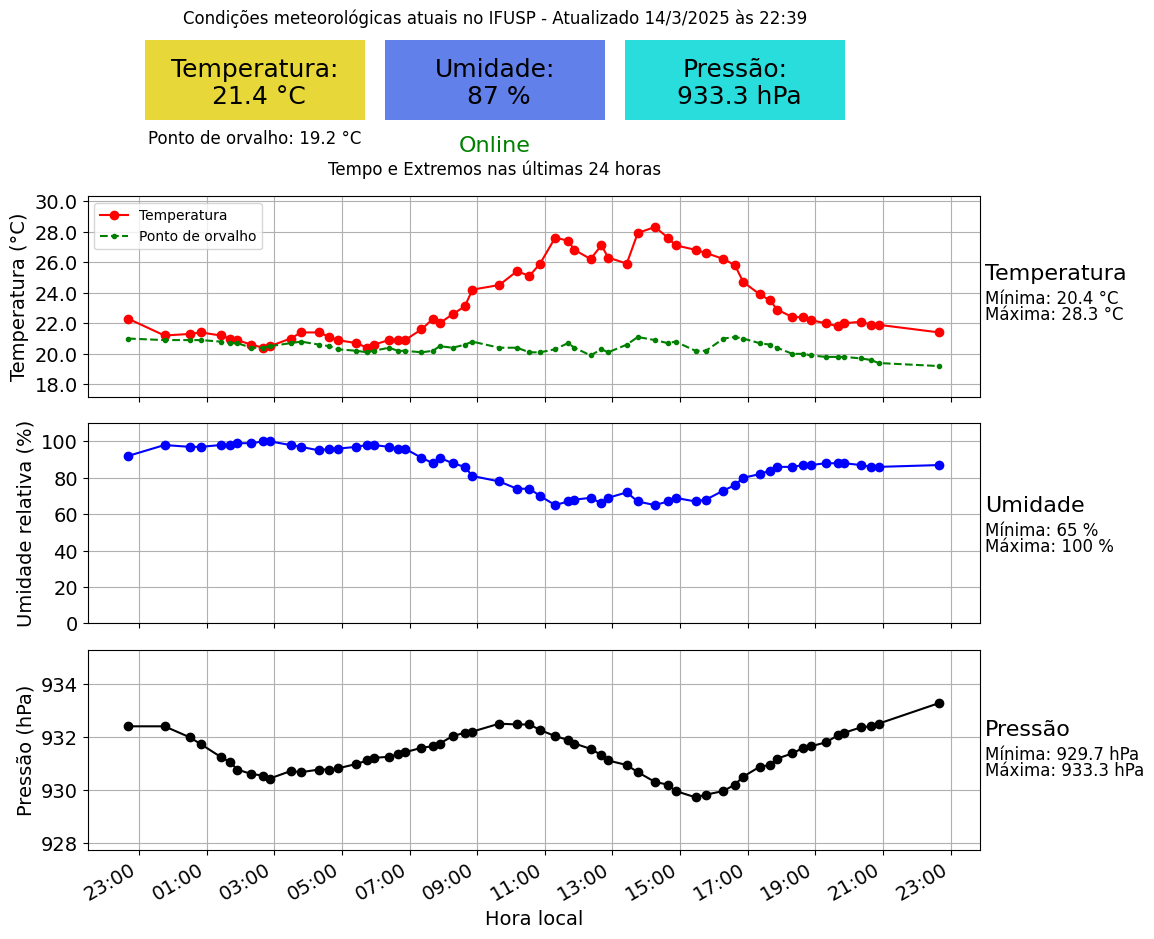 Condições meteorológicas atuais no IFUSP - Atualizado 14/3/2025 às 22:39
Temperatura:
21.4 °C
Umidade:
87 %
Pressão:
933.3 hPa
Ponto de orvalho: 19.2 °C
Online
Tempo e Extremos nas últimas 24 horas
Temperatura (°C)
30.0
28.0
26.0
24.0
22.0
20.0
18.0
Temperatura
Ponto de orvalho
Temperatura
Mínima: 20.4 °C
Máxima: 28.3 °C
Umidade relativa (%)
100
80
60
40
20
0
Umidade
Mínima: 65 %
Máxima: 100 %
Pressão (hPa)
934
932
930
928
Pressão
Mínima: 929.7 hPa
Máxima: 933.3 hPa
23:00 01:00 03:00 05:00 07:00 09:00 11:00 13:00 15:00 17:00 19:00 21:00 23:00
Hora local